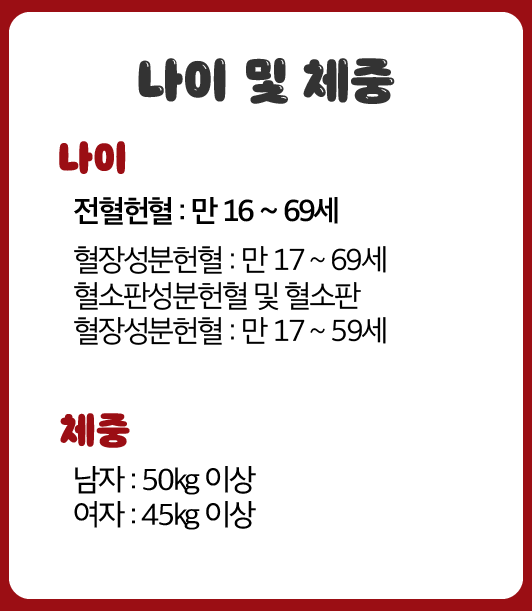 나이 및 체중
나이
전혈헌혈 : 만 16 ~ 69세
혈장성분헌혈 : 만 17 ~ 69세
혈소판성분헌혈 및 혈소판
혈장성분헌혈 : 만 17 ~ 59세
체중
남자 : 50kg 이상
여자 : 45kg 이상